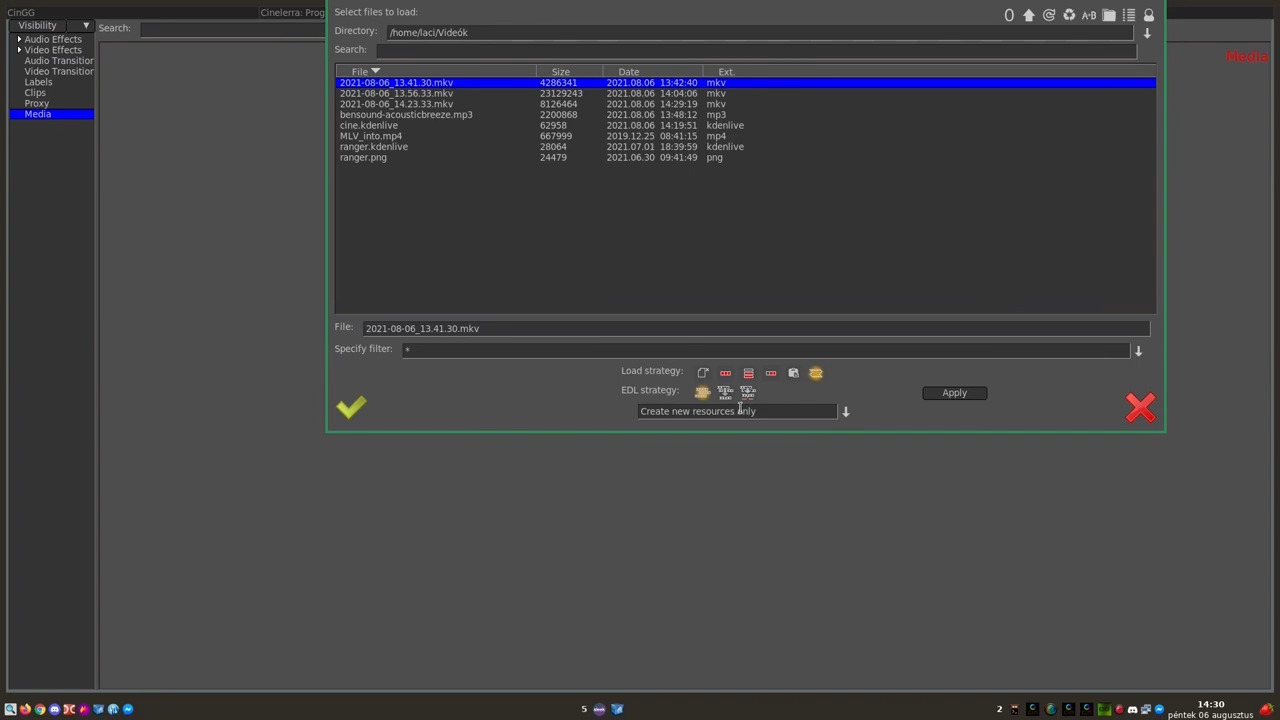 CinGG
Cinelerra: Prog
Visibility
Search:
Audio Effects
Video Effects
Audio Transition
Video Transition
Labels
Clips
Proxy
Media
Media
Select files to load:
Directory: /home/laci/Videók
Search:
File Size Date Ext.
2021-08-06_13.41.30.mkv 4286341 2021.08.06 13:42:40 mkv
2021-08-06_13.56.33.mkv 23129243 2021.08.06 14:04:06 mkv
2021-08-06_14.23.33.mkv 8126464 2021.08.06 14:29:19 mkv
bensound-acousticbreeze.mp3 2200868 2021.08.06 13:48:12 mp3
cine.kdenlive 62958 2021.08.06 14:19:51 kdenlive
MLV_into.mp4 667999 2019.12.25 08:41:15 mp4
ranger.kdenlive 28064 2021.07.01 18:39:59 kdenlive
ranger.png 24479 2021.06.30 09:41:49 png
File: 2021-08-06_13.41.30.mkv
Specify filter: *
Load strategy:
EDL strategy:
Apply
Create new resources only
5
2
14:30
péntek 06 augusztus